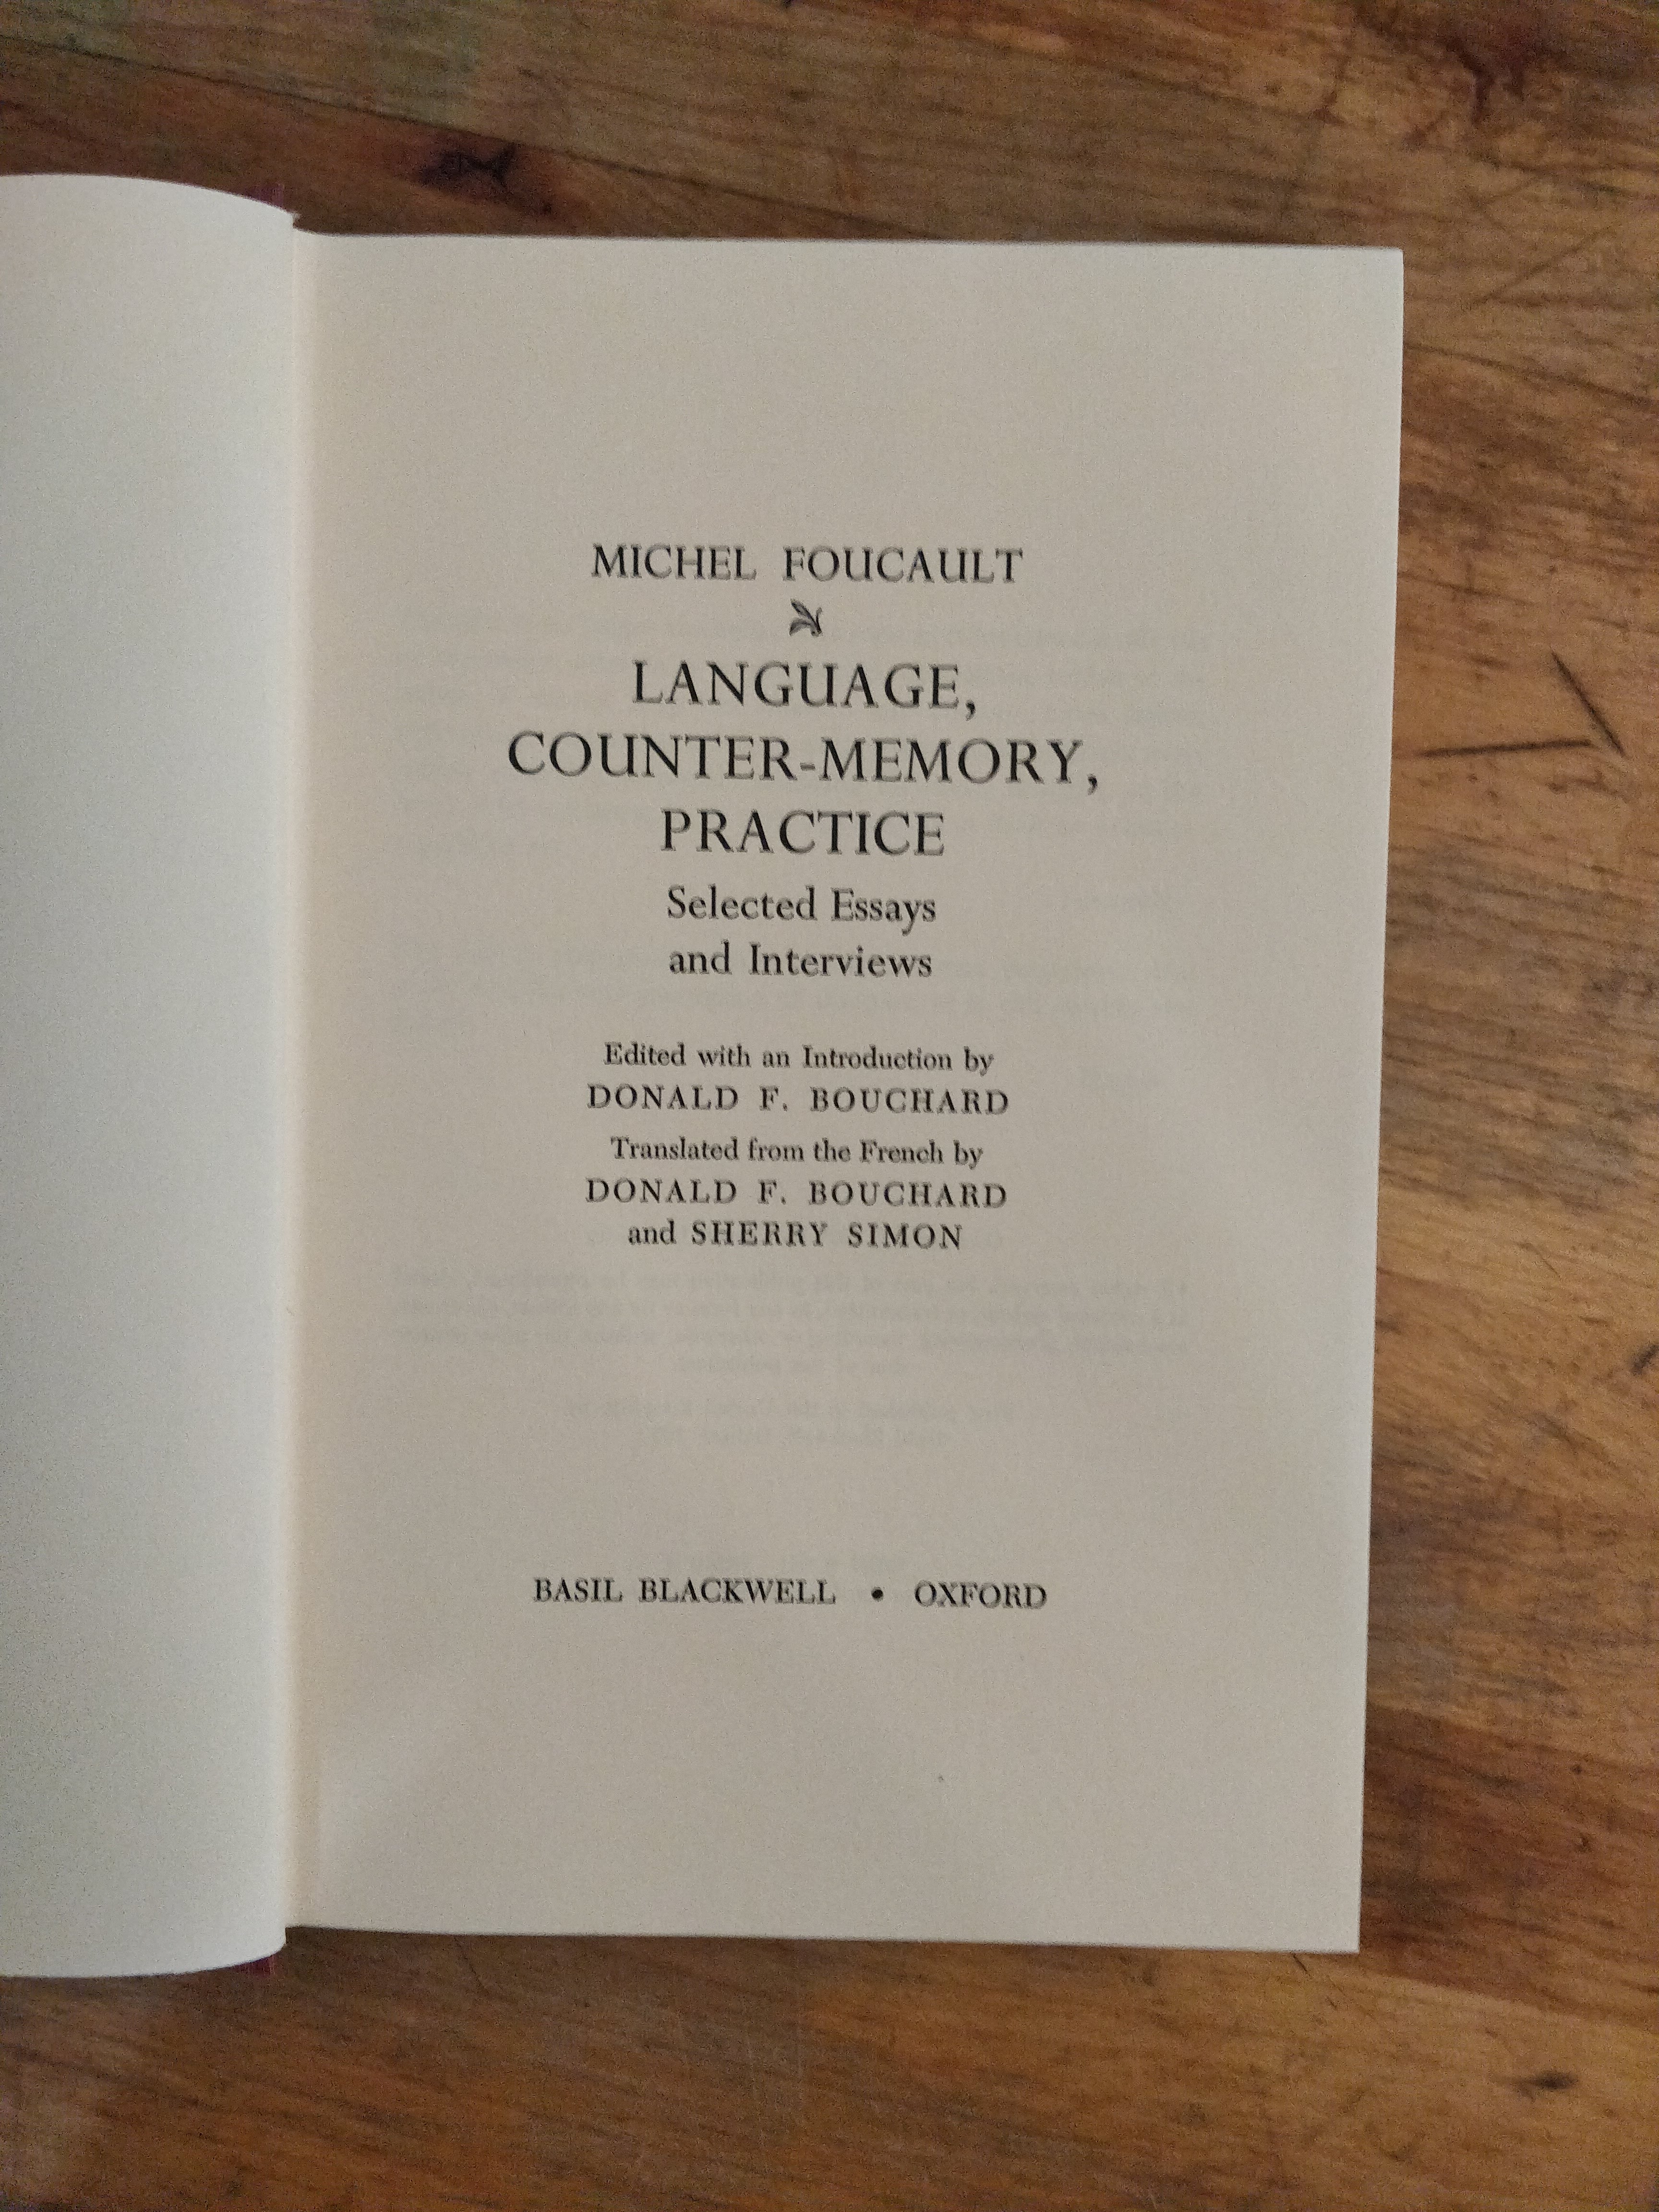 MICHEL FOUCAULT
LANGUAGE,
COUNTER-MEMORY,
PRACTICE
Selected Essays
and Interviews
Edited with an Introduction by
DONALD F. BOUCHARD
Translated from the French by
DONALD F. BOUCHARD
and SHERRY SIMON
BASIL BLACKWELL • OXFORD